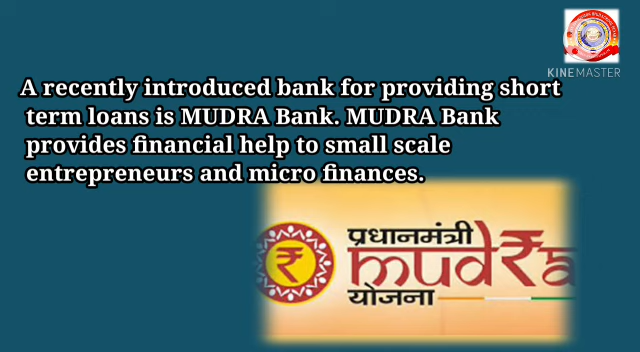 KINEMASTER
A recently introduced bank for providing short
term loans is MUDRA Bank. MUDRA Bank
provides financial help to small scale
entrepreneurs and micro finances.
प्रधानमंत्री
mudra
योजना